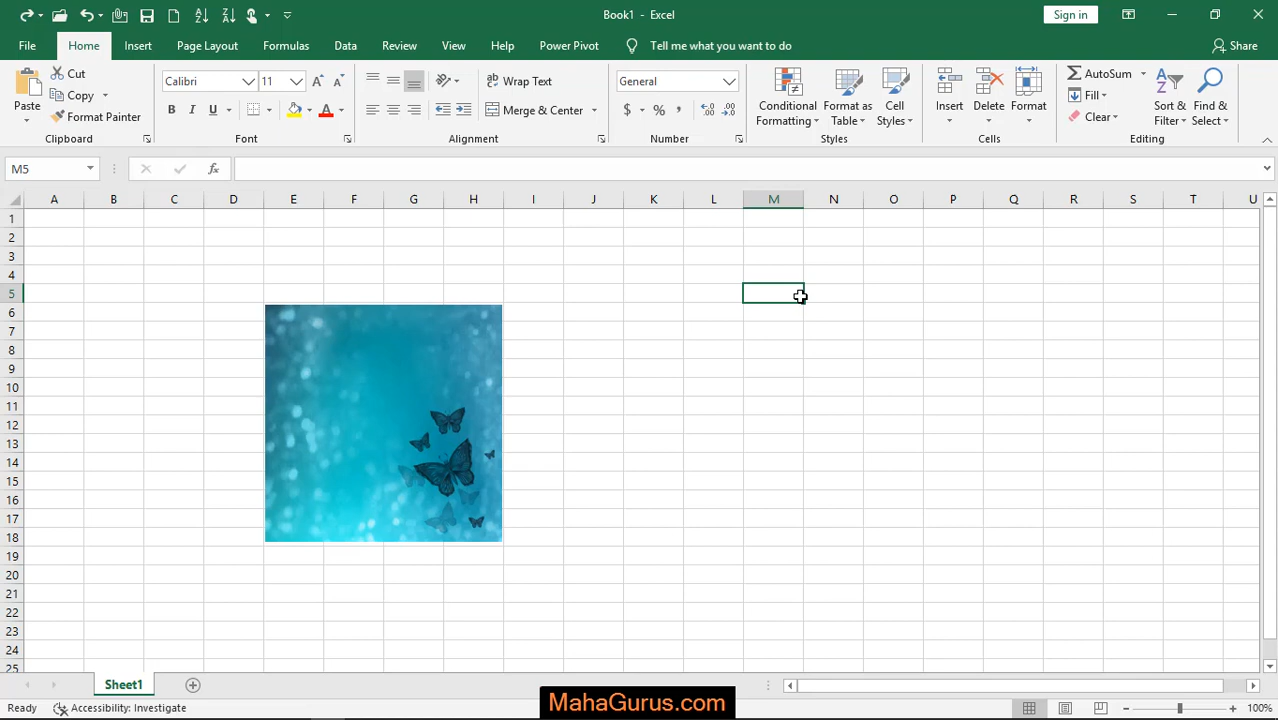 Book1 - Excel
Sign in
File Home Insert Page Layout Formulas Data Review View Help Power Pivot Tell me what you want to do Share
Paste
Cut
Copy
Format Painter
Clipboard
Calibri 11
B I U A
Font
Wrap Text
Merge & Center
Alignment
General
$ % ,
Number
Conditional Formatting
Format as Table
Cell Styles
Styles
Insert Delete Format
Cells
AutoSum
Fill
Clear
Sort & Filter
Find & Select
Editing
M5 fx
A B C D E F G H I J K L M N O P Q R S T U
1
2
3
4
5
6
7
8
9
10
11
12
13
14
15
16
17
18
19
20
21
22
23
24
25
Sheet1
Ready Accessibility: Investigate
MahaGurus.com
100%